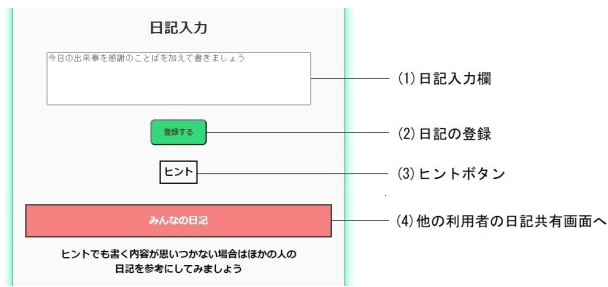 日記入力
今日の出来事を感謝のことばを加えて書きましょう
(1)日記入力欄
登録する
(2)日記の登録
ヒント
(3)ヒントボタン
みんなの日記
(4)他の利用者の日記共有画面へ
ヒントでも書く内容が思いつかない場合はほかの人の
日記を参考にしてみましょう